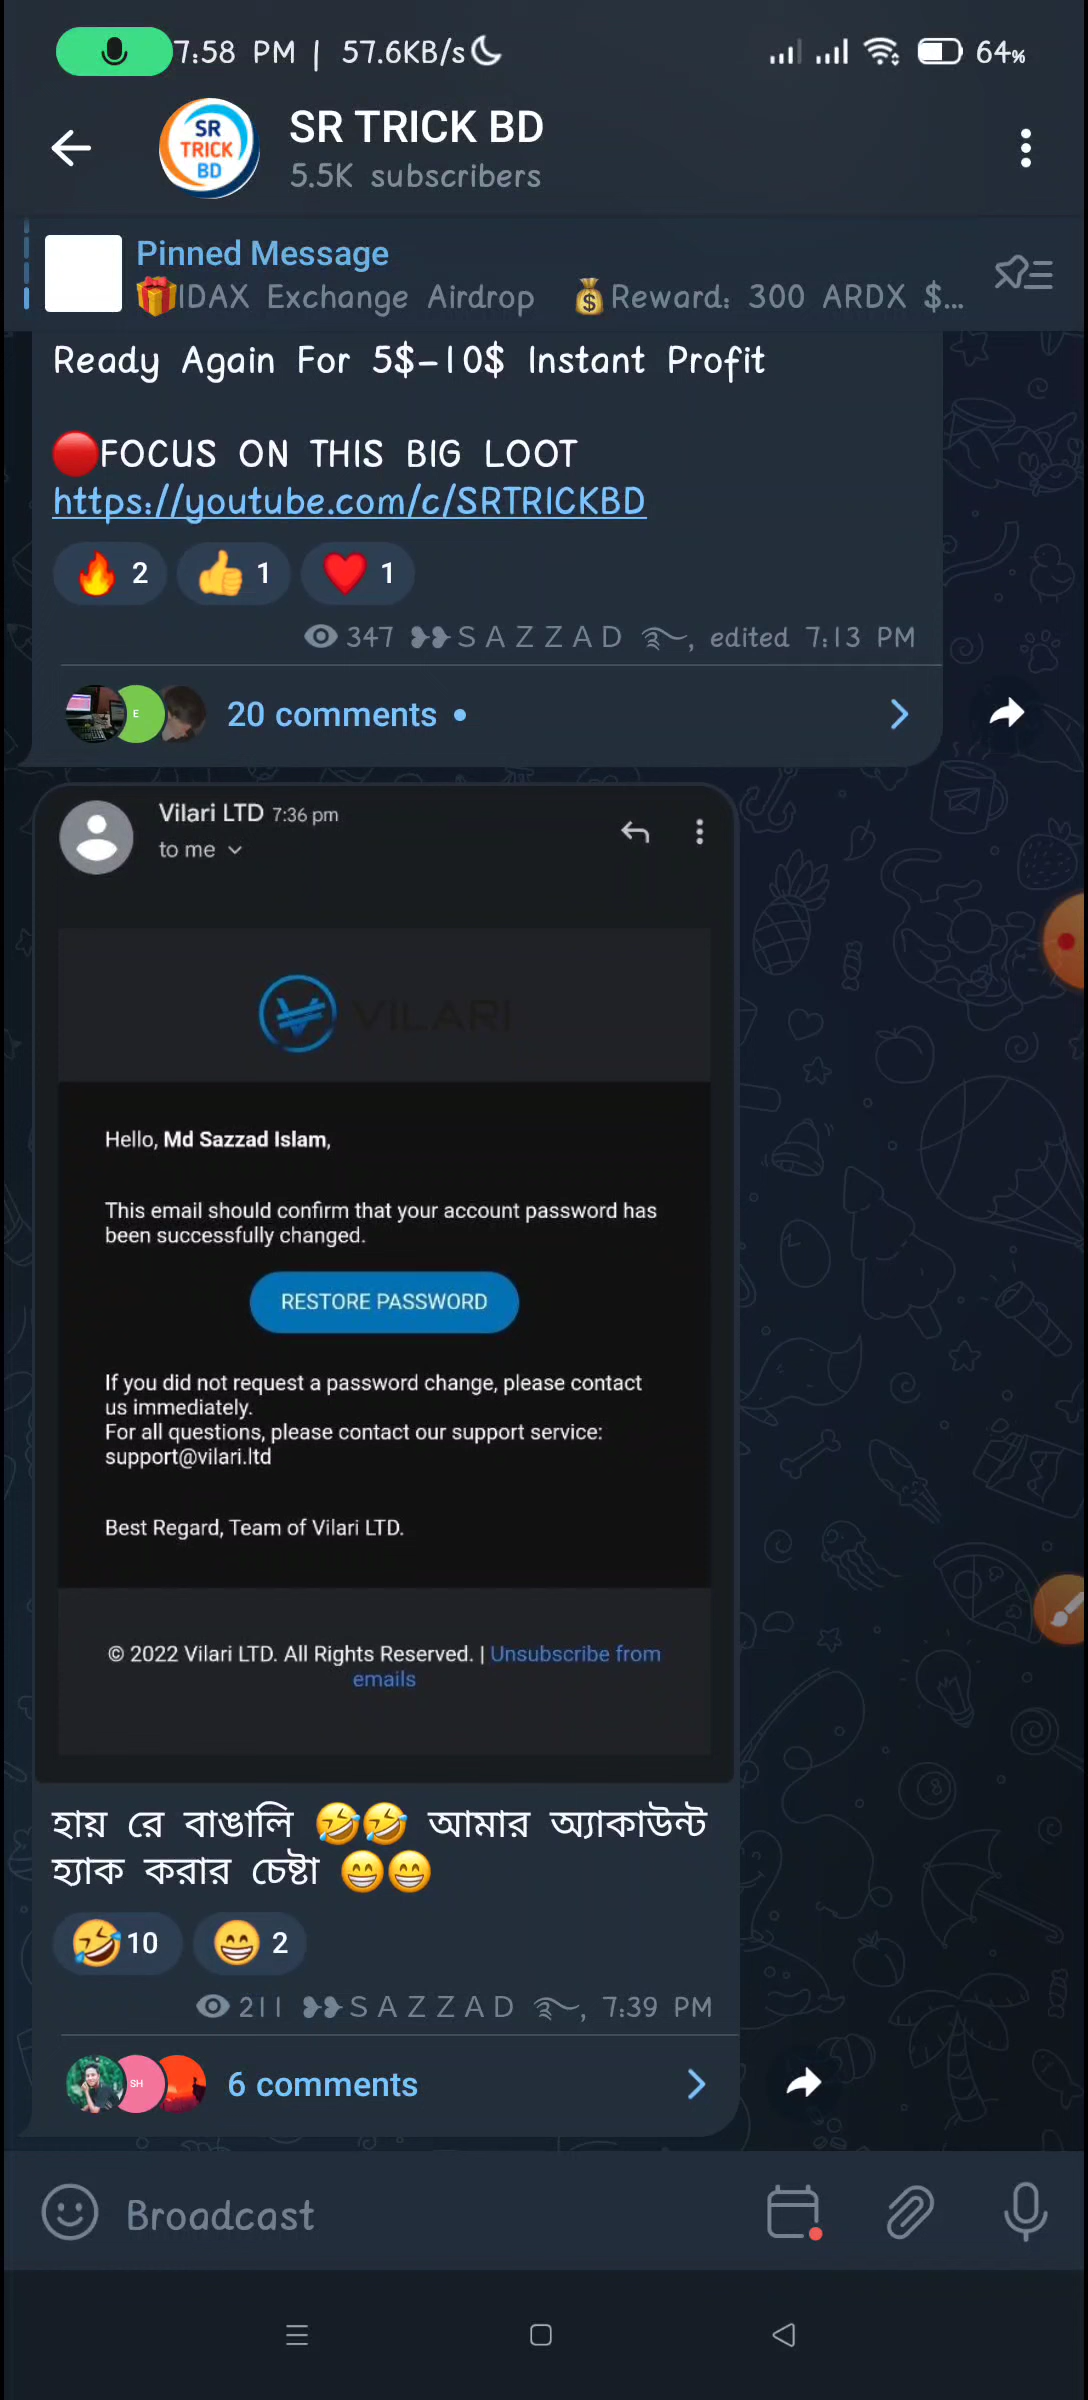 7:58 PM | 57.6KB/s 64%
SR TRICK BD
SR TRICK BD
5.5K subscribers
Pinned Message
🎁IDAX Exchange Airdrop 💰Reward: 300 ARDX $...
Ready Again For 5$-10$ Instant Profit
🔴FOCUS ON THIS BIG LOOT
https://youtube.com/c/SRTRICKBD
🔥 2 👍 1 ❤️ 1
347 ❥❥S A Z Z A D ࿐, edited 7:13 PM
E
20 comments
Vilari LTD 7:36 pm
to me
VILARI
Hello, Md Sazzad Islam,
This email should confirm that your account password has
been successfully changed.
RESTORE PASSWORD
If you did not request a password change, please contact
us immediately.
For all questions, please contact our support service:
support@vilari.ltd
Best Regard, Team of Vilari LTD.
© 2022 Vilari LTD. All Rights Reserved. | Unsubscribe from
emails
হায় রে বাঙালি 🤣🤣 আমার অ্যাকাউন্ট
হ্যাক করার চেষ্টা 😁😁
🤣 10 😁 2
211 ❥❥S A Z Z A D ࿐, 7:39 PM
SH
6 comments
Broadcast